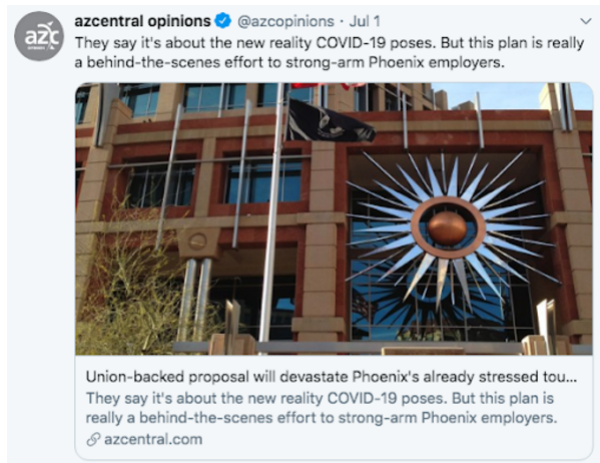 azcentral opinions @azcopinions · Jul 1
They say it's about the new reality COVID-19 poses. But this plan is really
a behind-the-scenes effort to strong-arm Phoenix employers.
azc
Union-backed proposal will devastate Phoenix's already stressed tou...
They say it's about the new reality COVID-19 poses. But this plan is
really a behind-the-scenes effort to strong-arm Phoenix employers.
azcentral.com